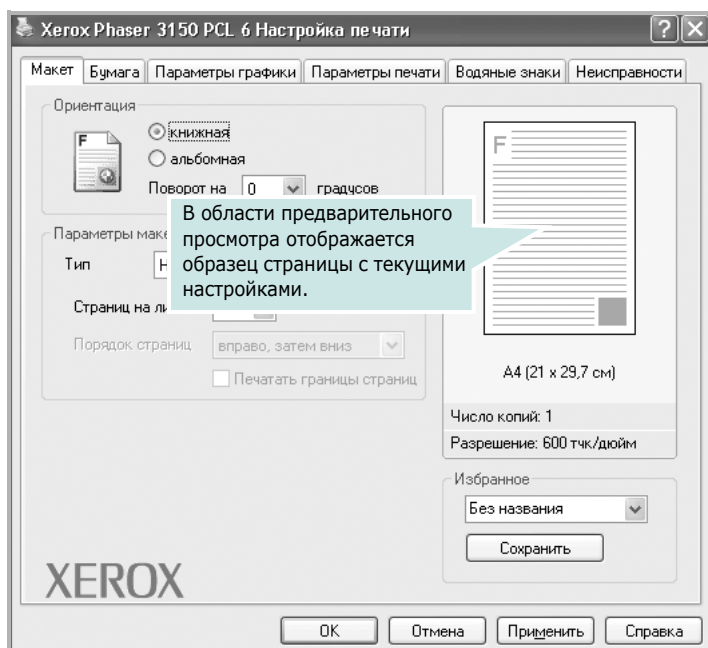 Xerox Phaser 3150 PCL 6 Настройка печати
Макет Бумага Параметры графики Параметры печати Водяные знаки Неисправности
Ориентация
F
книжная
альбомная
Поворот на 0 градусов
Параметры
Тип
Страниц на
Порядок страниц вправо, затем вниз
Печатать границы страниц
В области предварительного
просмотра отображается
образец страницы с текущими
настройками.
F
A4 (21 x 29,7 см)
Число копий: 1
Разрешение: 600 тчк/дюйм
Избранное
Без названия
Сохранить
XEROX
OK Отмена Применить Справка